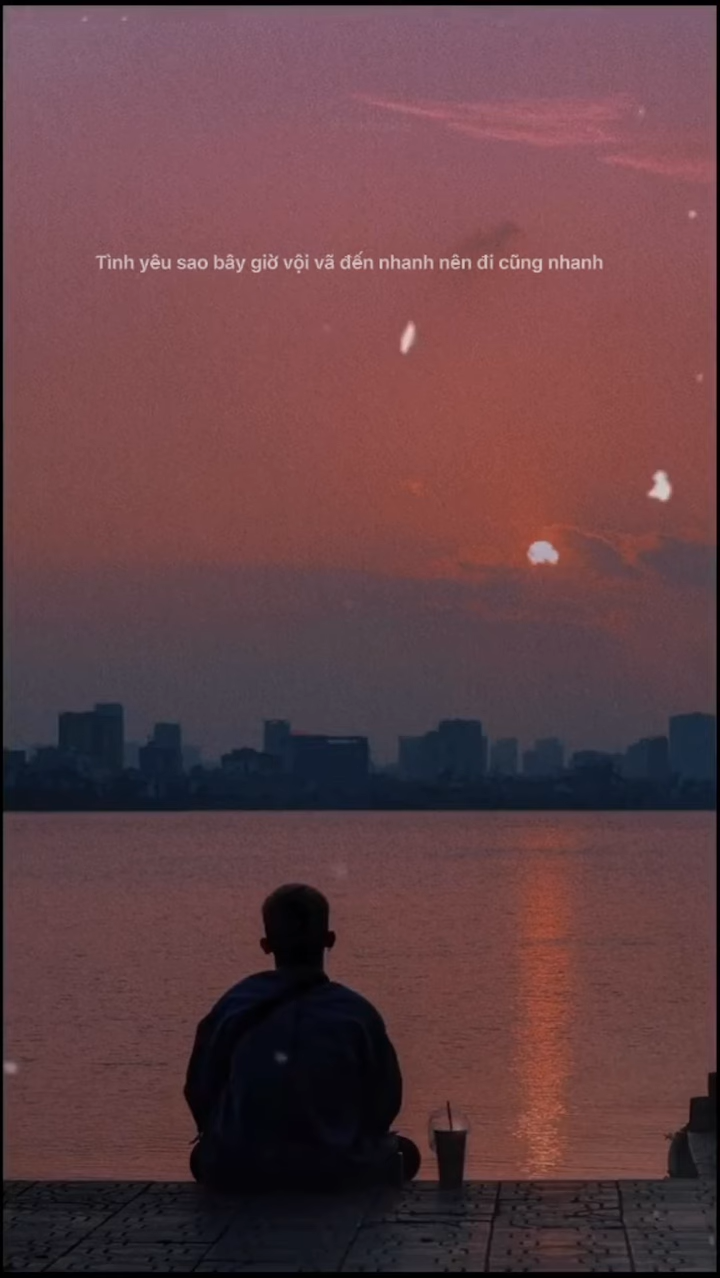 Tình yêu sao bây giờ vội vã đến nhanh nên đi cũng nhanh